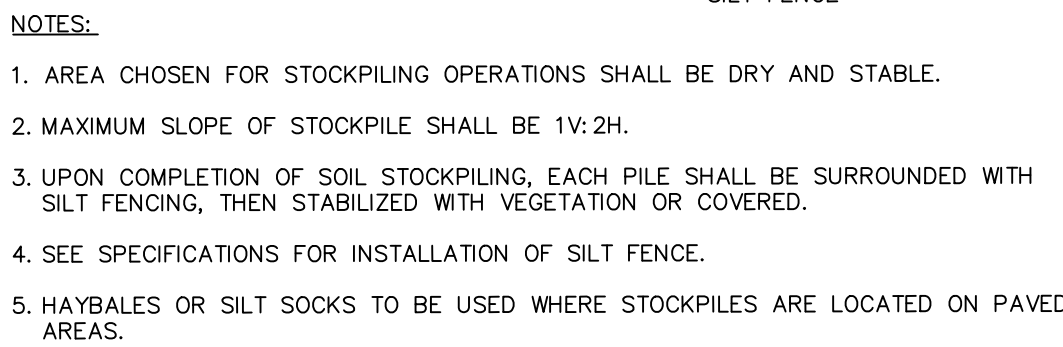 SILT FENCE
NOTES:
1. AREA CHOSEN FOR STOCKPILING OPERATIONS SHALL BE DRY AND STABLE.
2. MAXIMUM SLOPE OF STOCKPILE SHALL BE 1V:2H.
3. UPON COMPLETION OF SOIL STOCKPILING, EACH PILE SHALL BE SURROUNDED WITH
SILT FENCING, THEN STABILIZED WITH VEGETATION OR COVERED.
4. SEE SPECIFICATIONS FOR INSTALLATION OF SILT FENCE.
5. HAYBALES OR SILT SOCKS TO BE USED WHERE STOCKPILES ARE LOCATED ON PAVED
AREAS.